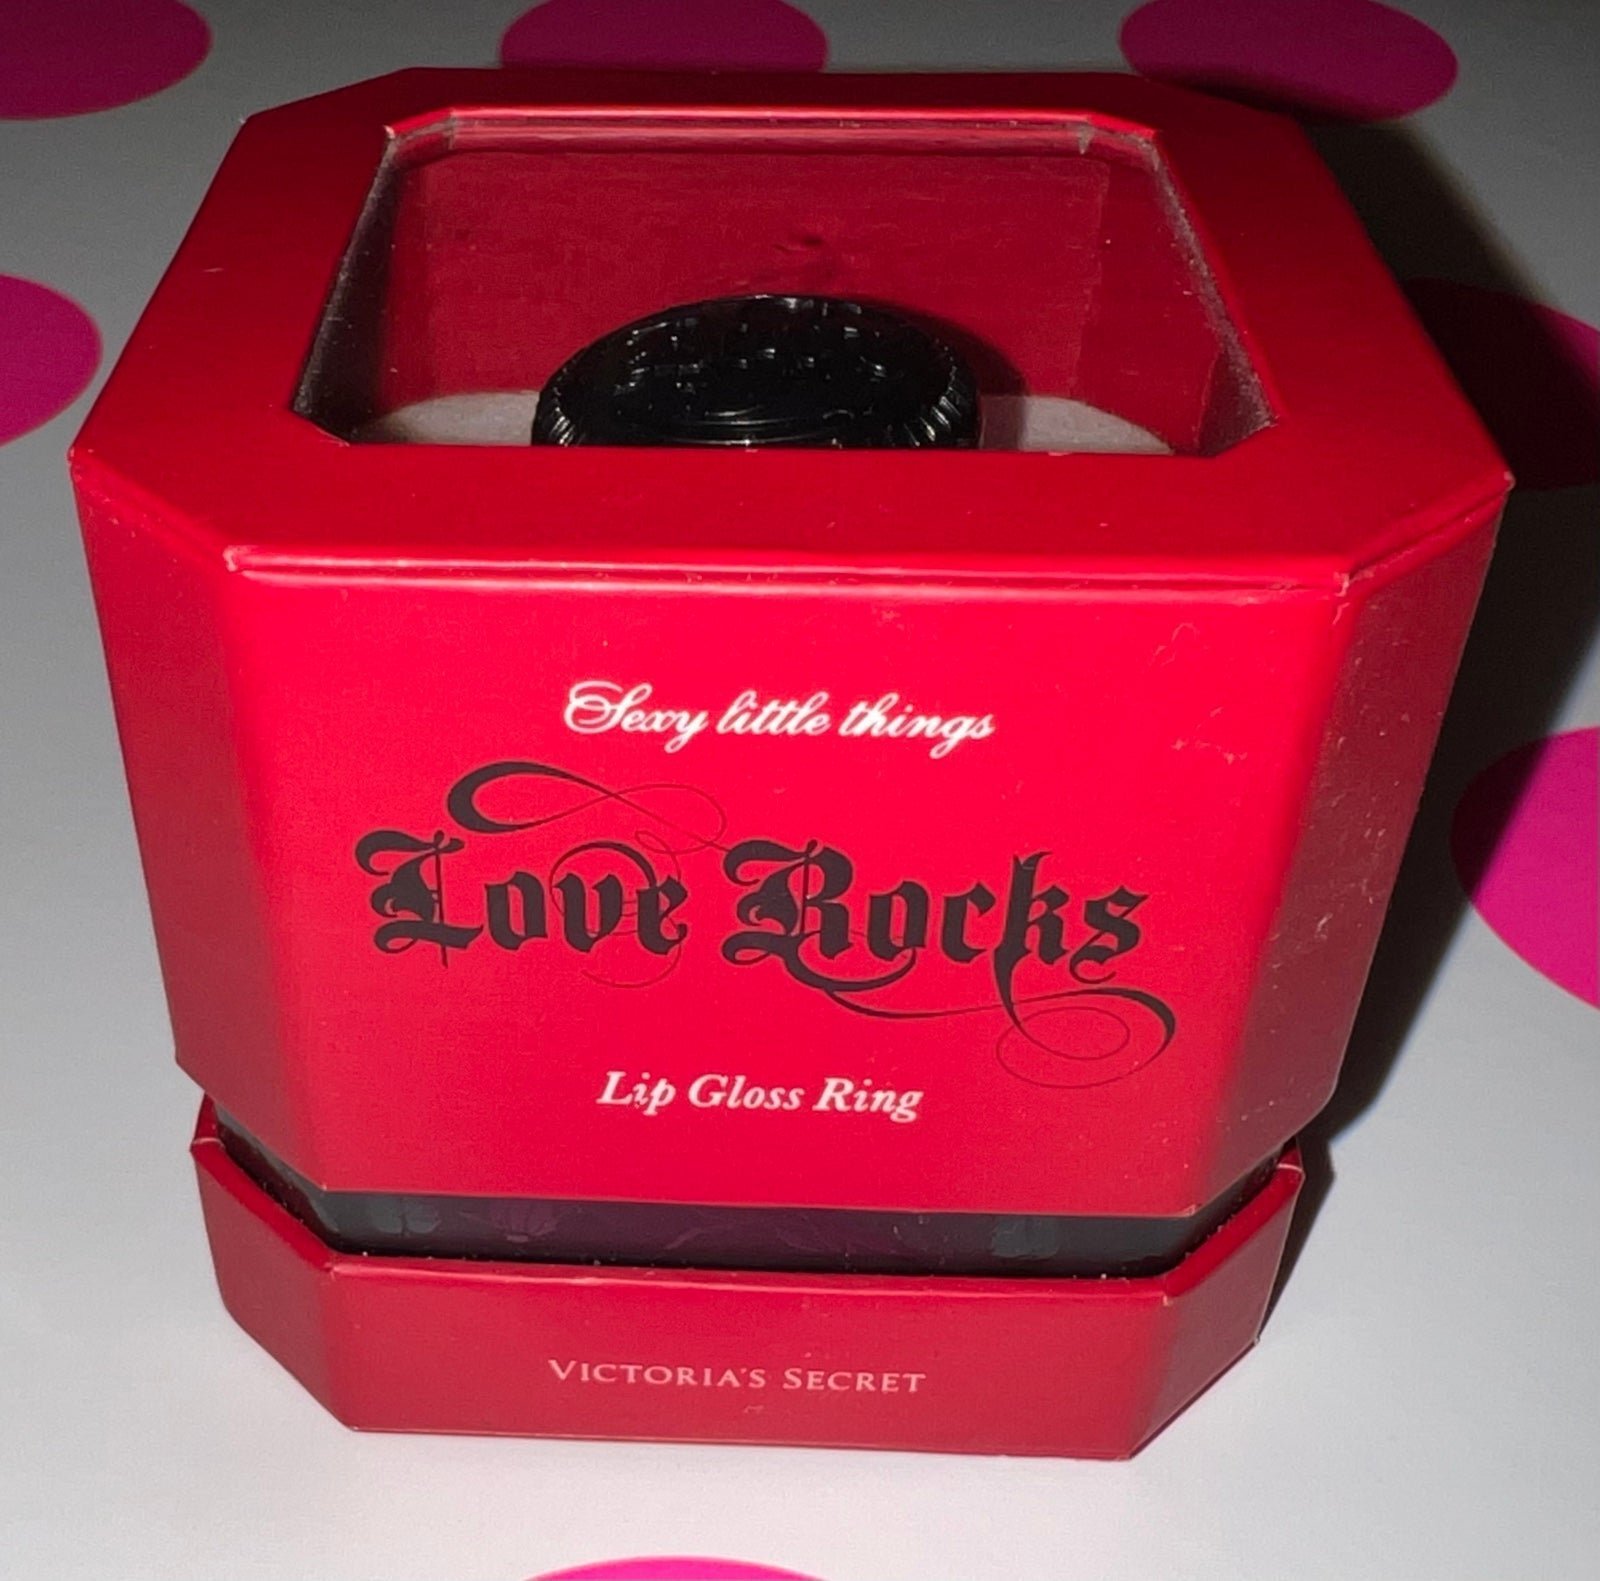 Sexy little things
Love Rocks
Lip Gloss Ring
VICTORIA'S SECRET